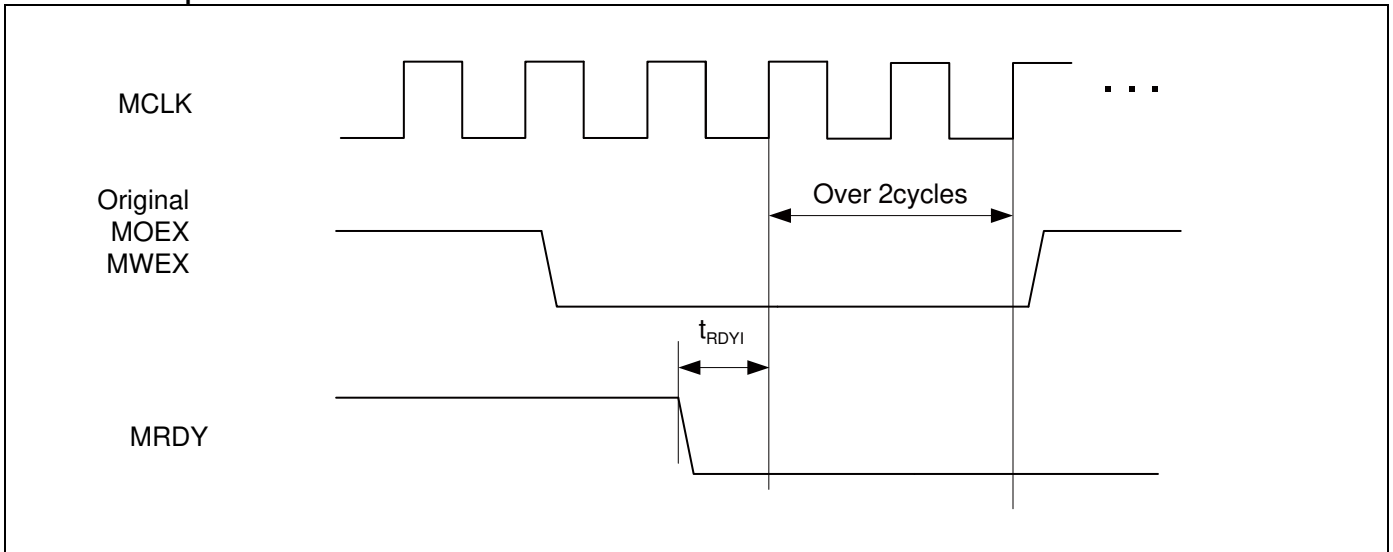 MCLK
. . .
Original
MOEX
MWEX
Over 2cycles
tRDYI
MRDY